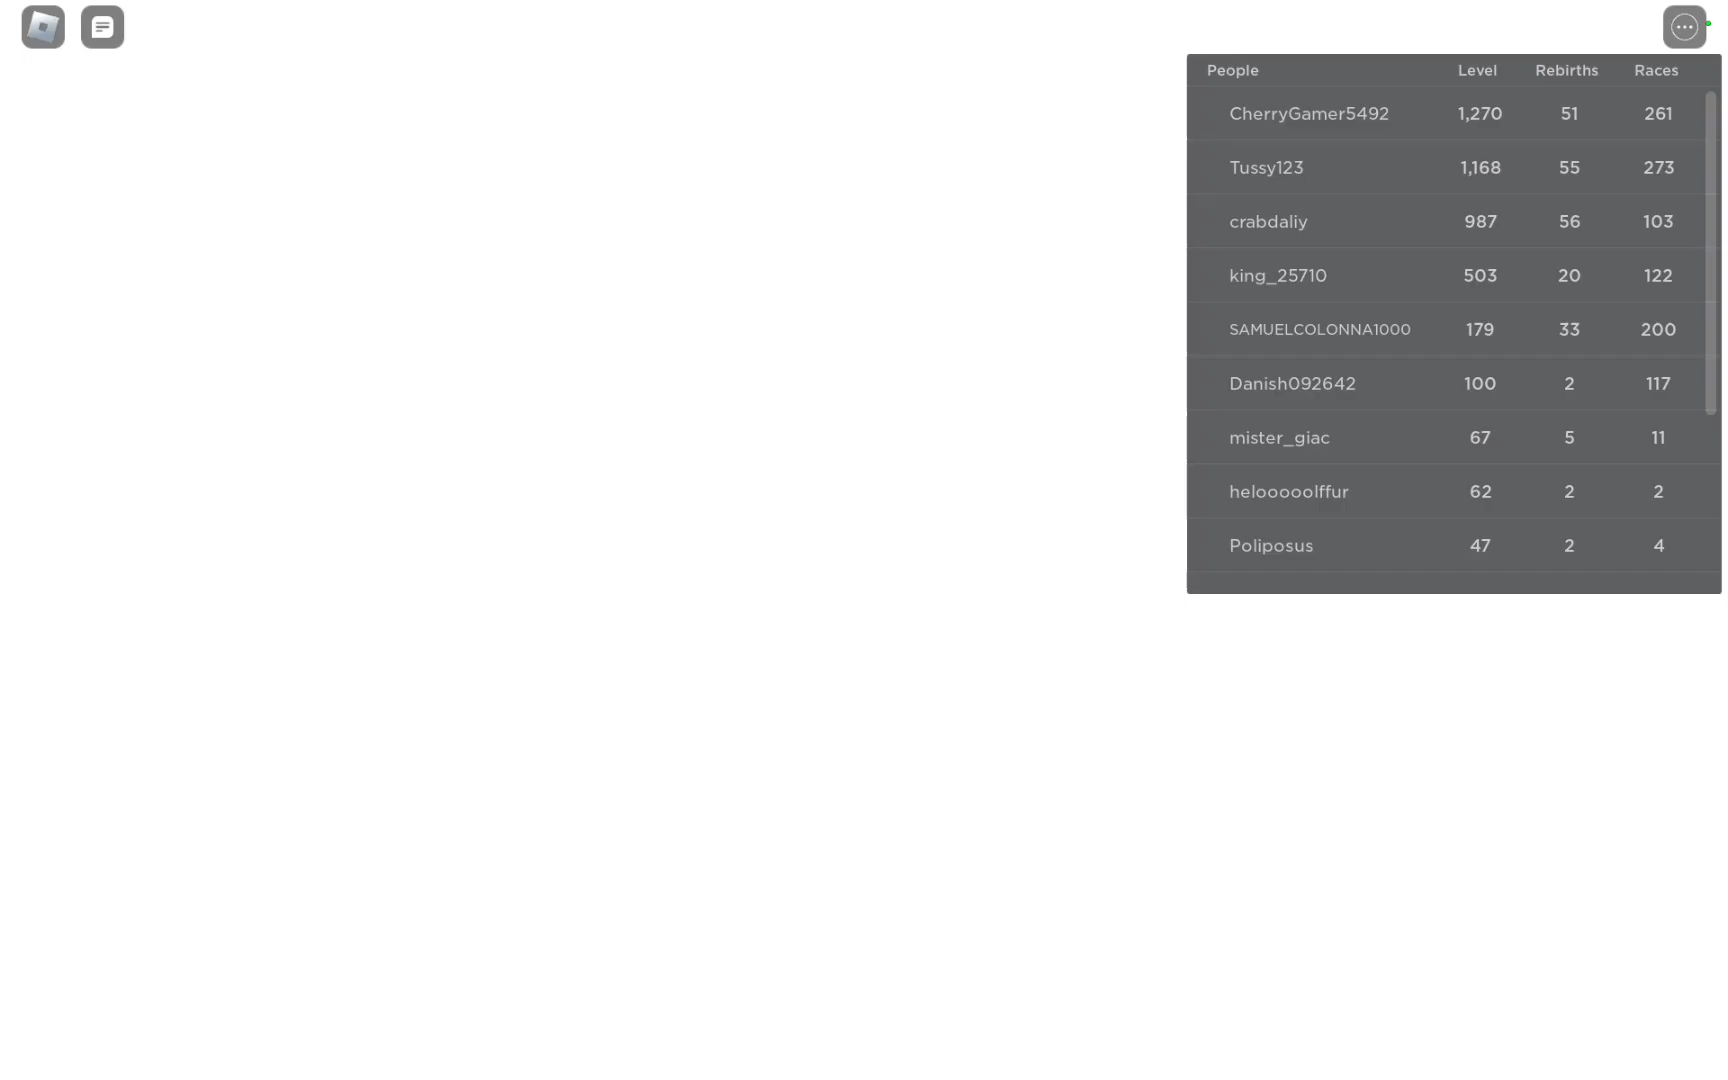 People Level Rebirths Races
CherryGamer5492 1,270 51 261
Tussy123 1,168 55 273
crabdaliy 987 56 103
king_25710 503 20 122
SAMUELCOLONNA1000 179 33 200
Danish092642 100 2 117
mister_giac 67 5 11
helooooolffur 62 2 2
Poliposus 47 2 4